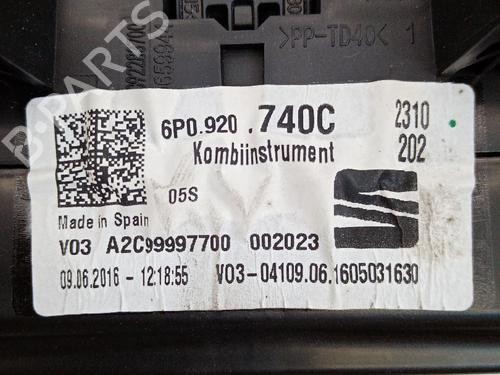 >PP-TD40< 1
6P0.920 .740C 2310
Kombiinstrument 202
05S
Made in Spain
V03 A2C99997700 002023
09.06.2016 - 12:18:55 V03-04109.06.1605031630
B-PARTS